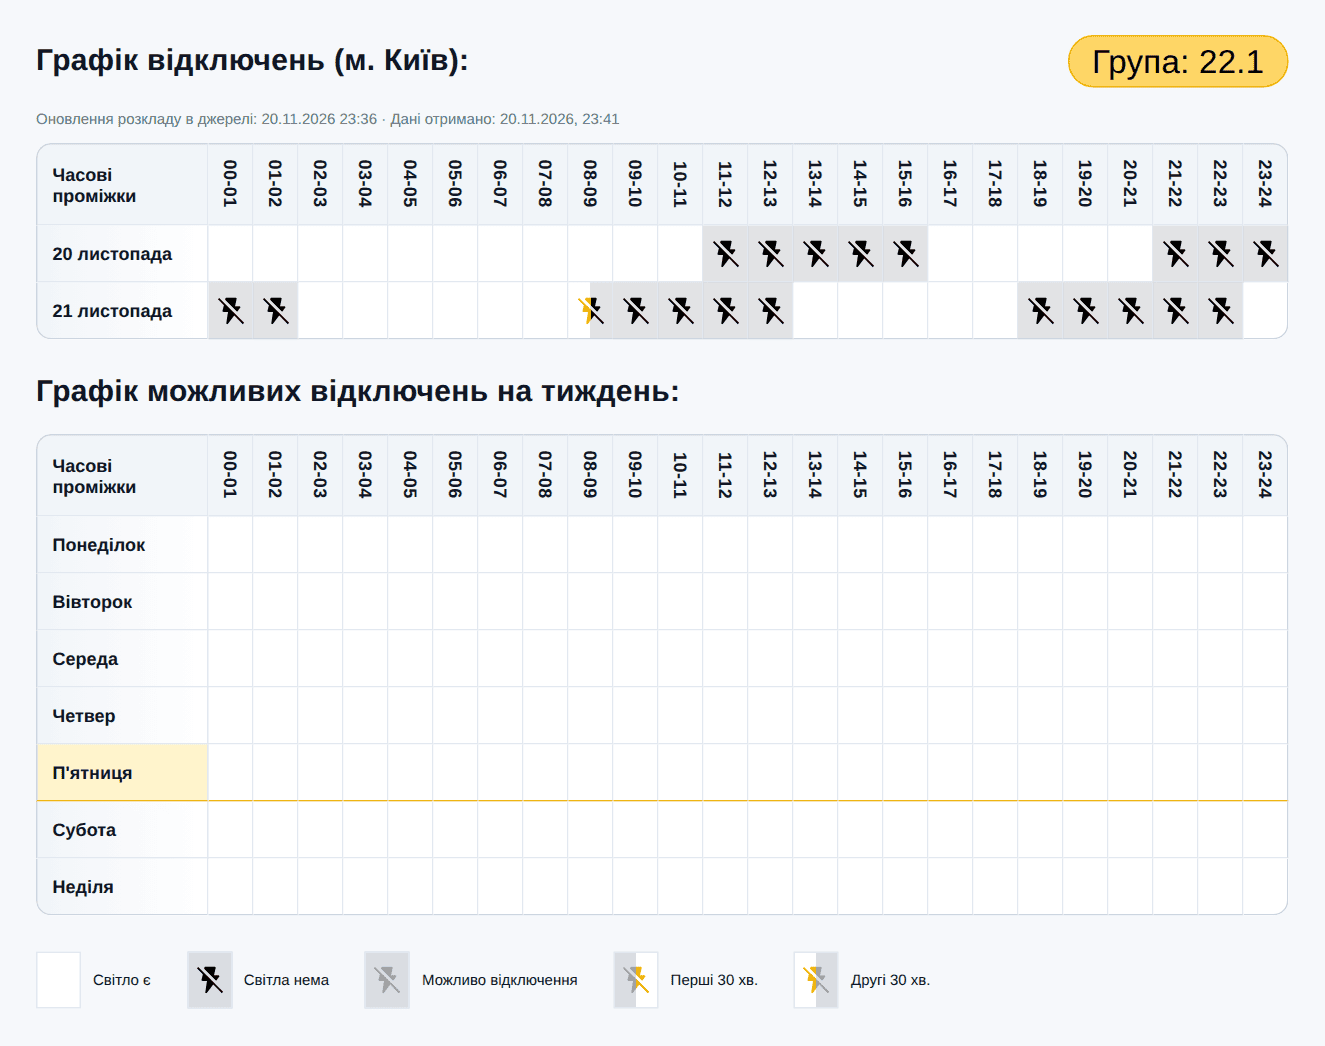 Графік відключень (м. Київ):
Група: 22.1
Оновлення розкладу в джерелі: 20.11.2026 23:36 · Дані отримано: 20.11.2026, 23:41
Часові
проміжки
00-01
01-02
02-03
03-04
04-05
05-06
06-07
07-08
08-09
09-10
10-11
11-12
12-13
13-14
14-15
15-16
16-17
17-18
18-19
19-20
20-21
21-22
22-23
23-24
20 листопада
21 листопада
Графік можливих відключень на тиждень:
Часові
проміжки
00-01
01-02
02-03
03-04
04-05
05-06
06-07
07-08
08-09
09-10
10-11
11-12
12-13
13-14
14-15
15-16
16-17
17-18
18-19
19-20
20-21
21-22
22-23
23-24
Понеділок
Вівторок
Середа
Четвер
П'ятниця
Субота
Неділя
Світло є
Світла нема
Можливо відключення
Перші 30 хв.
Другі 30 хв.